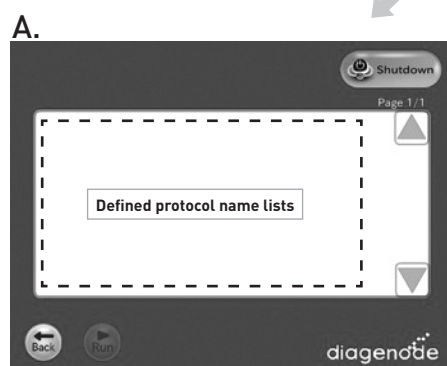 A.
Shutdown
Page 1/1
Defined protocol name lists
Back
Run
diagenode